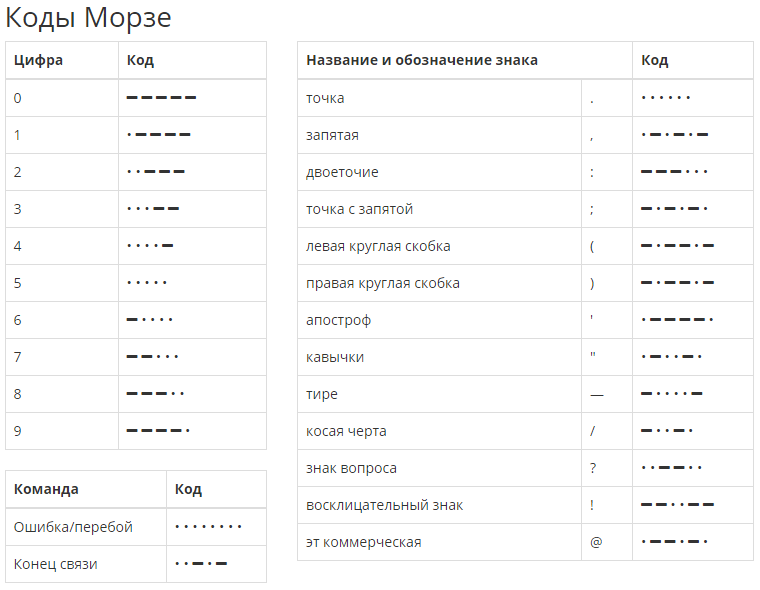 Коды Морзе
Цифра Код
0 ━ ━ ━ ━ ━
1 • ━ ━ ━ ━
2 • • ━ ━ ━
3 • • • ━ ━
4 • • • • ━
5 • • • • •
6 ━ • • • •
7 ━ ━ • • •
8 ━ ━ ━ • •
9 ━ ━ ━ ━ •
Команда Код
Ошибка/перебой • • • • • • • •
Конец связи • • ━ • ━
Название и обозначение знака Код
точка . • • • • • •
запятая , • ━ • ━ • ━
двоеточие : ━ ━ ━ • • •
точка с запятой ; ━ • ━ • ━ •
левая круглая скобка ( ━ • ━ ━ • ━
правая круглая скобка ) ━ • ━ ━ • ━
апостроф ' • ━ ━ ━ ━ •
кавычки " • ━ • • ━ •
тире — ━ • • • • ━
косая черта / ━ • • ━ •
знак вопроса ? • • ━ ━ • •
восклицательный знак ! ━ ━ • • ━ ━
эт коммерческая @ • ━ ━ • ━ •